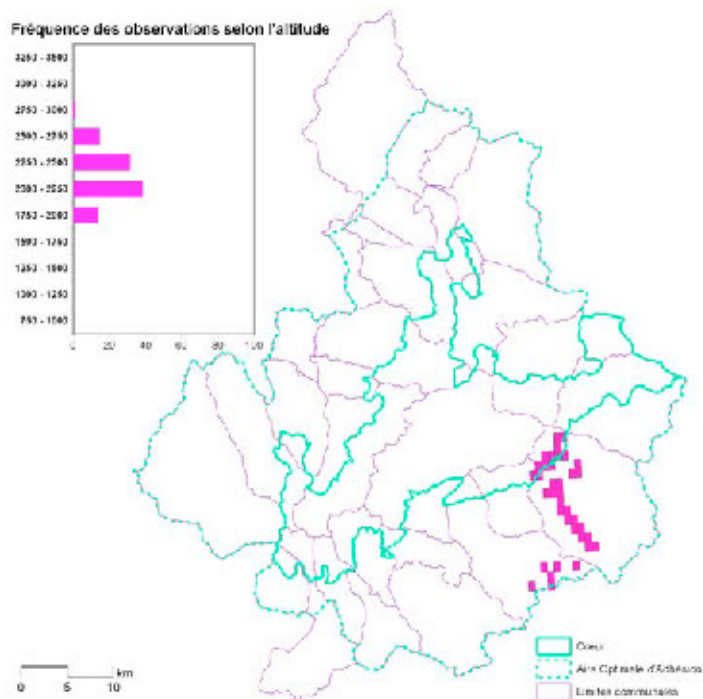 Fréquence des observations selon l'altitude
3250 - 3500
3000 - 3250
2750 - 3000
2500 - 2750
2250 - 2500
2000 - 2250
1750 - 2000
1500 - 1750
1250 - 1500
1000 - 1250
750 - 1000
0 20 40 60 80 100
Coeur
Aire Optimale d'Adhésion
Limites communales
0 5 10 km